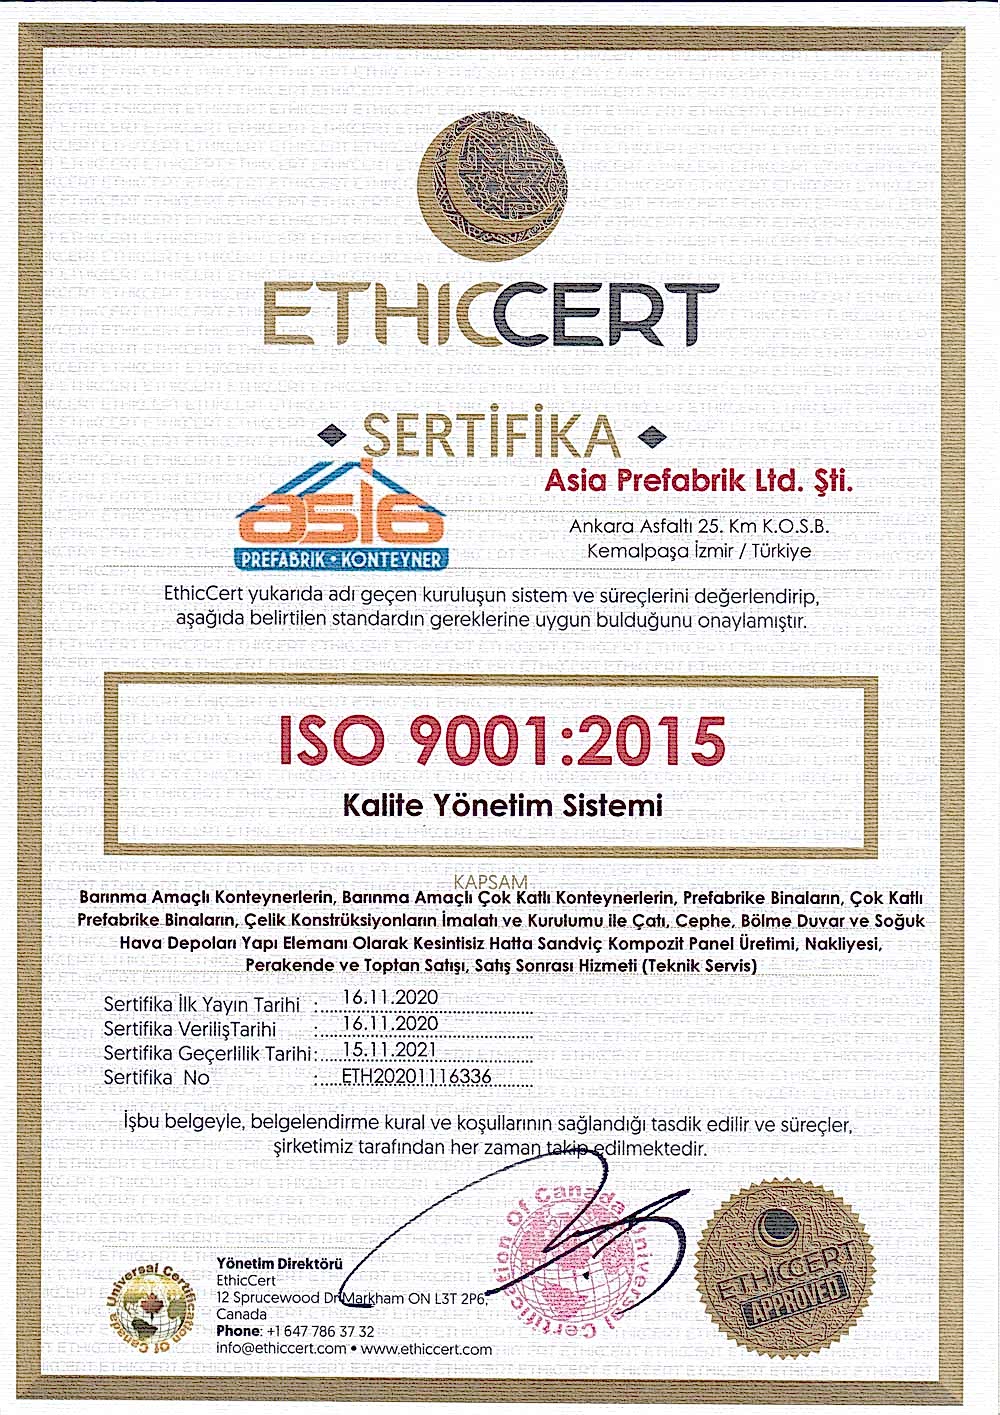 ETHICCERT
SERTİFİKA
asia
PREFABRİK • KONTEYNER
Asia Prefabrik Ltd. Şti.
Ankara Asfaltı 25. Km K.O.S.B.
Kemalpaşa İzmir / Türkiye
EthicCert yukarıda adı geçen kuruluşun sistem ve süreçlerini değerlendirip,
aşağıda belirtilen standardın gereklerine uygun bulduğunu onaylamıştır.
ISO 9001:2015
Kalite Yönetim Sistemi
KAPSAM
Barınma Amaçlı Konteynerlerin, Barınma Amaçlı Çok Katlı Konteynerlerin, Prefabrike Binaların, Çok Katlı
Prefabrike Binaların, Çelik Konstrüksiyonların İmalatı ve Kurulumu ile Çatı, Cephe, Bölme Duvar ve Soğuk
Hava Depoları Yapı Elemanı Olarak Kesintisiz Hatta Sandviç Kompozit Panel Üretimi, Nakliyesi,
Perakende ve Toptan Satışı, Satış Sonrası Hizmeti (Teknik Servis)
Sertifika İlk Yayın Tarihi : 16.11.2020
Sertifika VerilişTarihi : 16.11.2020
Sertifika Geçerlilik Tarihi: 15.11.2021
Sertifika No : ETH20201116336
İşbu belgeyle, belgelendirme kural ve koşullarının sağlandığı tasdik edilir ve süreçler,
şirketimiz tarafından her zaman takip edilmektedir.
Universal Certification Of Canada
Yönetim Direktörü
EthicCert
12 Sprucewood Dr Markham ON L3T 2P6,
Canada
Phone: +1 647 786 37 32
info@ethiccert.com • www.ethiccert.com
Universal Certification Of Canada
ETHICCERT
APPROVED